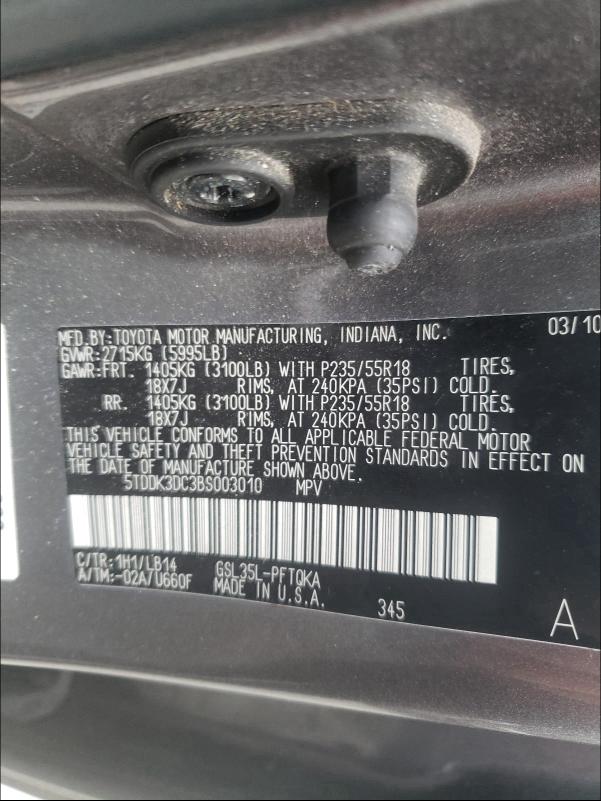 MFD.BY:TOYOTA MOTOR MANUFACTURING, INDIANA, INC. 03/10
GVWR:2715KG (5995LB)
GAWR:FRT. 1405KG (3100LB) WITH P235/55R18 TIRES,
18X7J RIMS, AT 240KPA (35PSI) COLD.
RR. 1405KG (3100LB) WITH P235/55R18 TIRES,
18X7J RIMS, AT 240KPA (35PSI) COLD.
THIS VEHICLE CONFORMS TO ALL APPLICABLE FEDERAL MOTOR
VEHICLE SAFETY AND THEFT PREVENTION STANDARDS IN EFFECT ON
THE DATE OF MANUFACTURE SHOWN ABOVE.
5TDDK3DC3BS003010 MPV
C/TR:1H1/LB14 GSL35L-PFTQKA
A/TM:-02A/U660F MADE IN U.S.A.
345 A